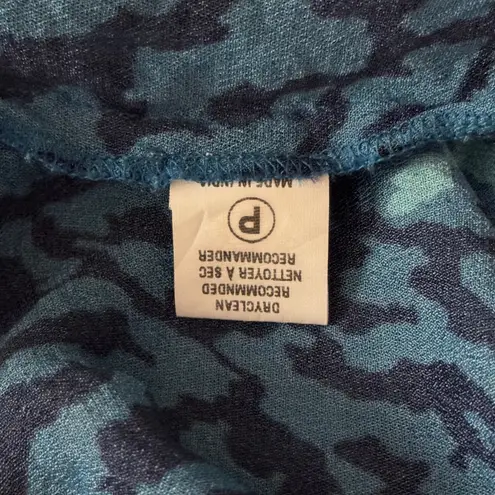 DRYCLEAN
RECOMMNDED
NETTOYER À SEC
RECOMMANDER
P
MADE IN INDIA